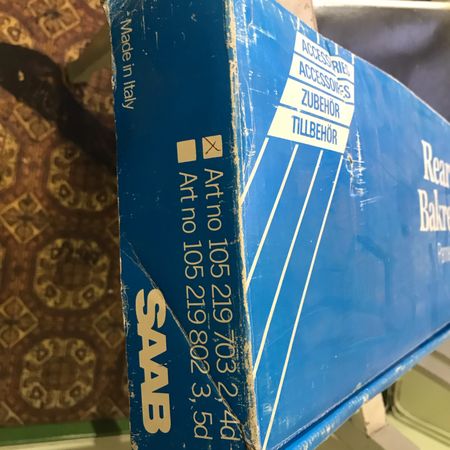 Made in Italy
Art no 105 219 703 2, 4d
Art no 105 219 802 3, 5d
SAAB
ACCESSORIES
ACCESSOIRES
ZUBEHÖR
TILLBEHÖR
Rear